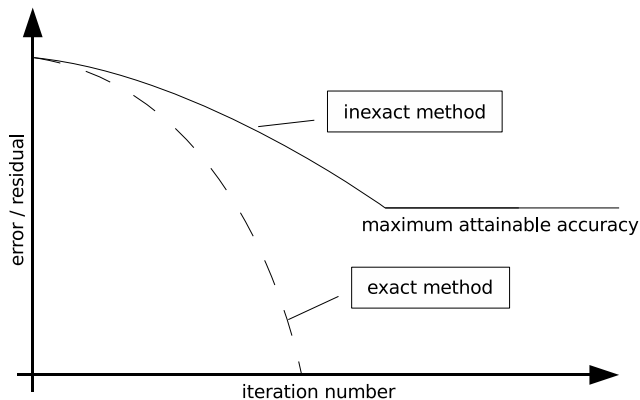 inexact method
error / residual
maximum attainable accuracy
exact method
iteration number